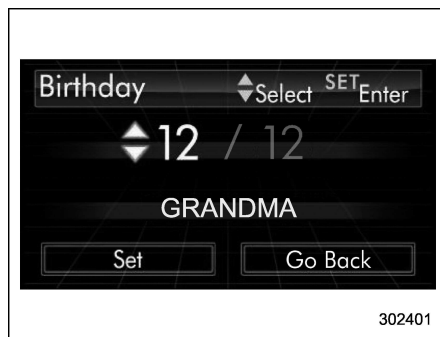 Birthday Select SET Enter
12 / 12
GRANDMA
Set Go Back
302401